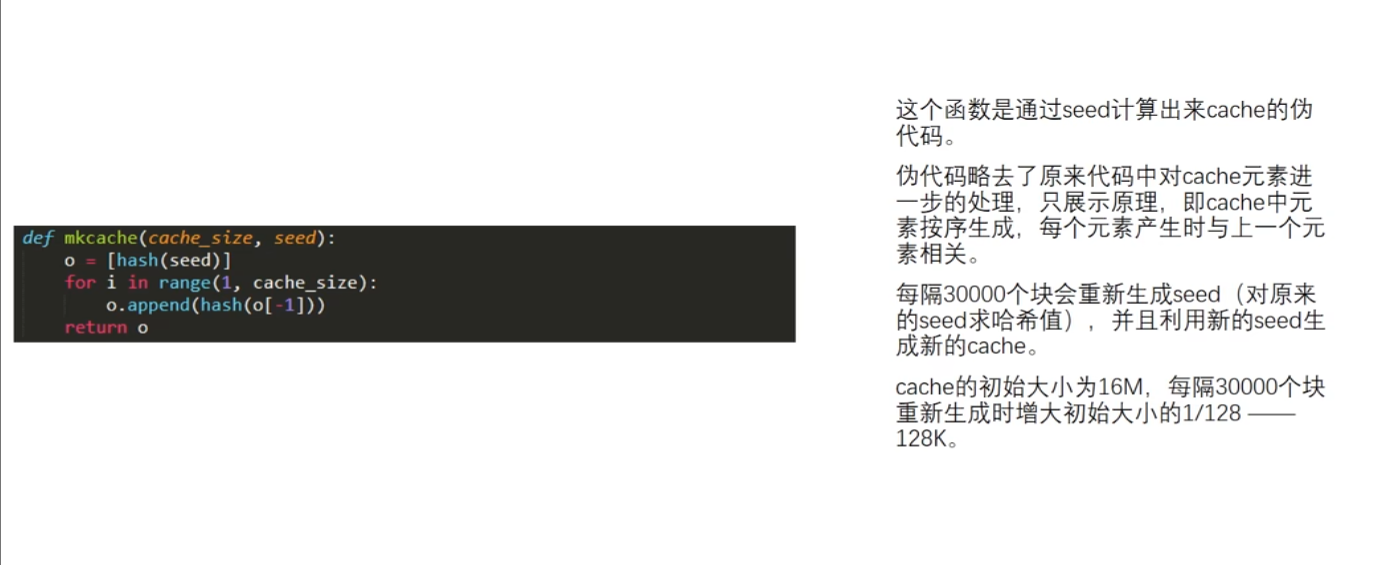 def mkcache(cache_size, seed):
    o = [hash(seed)]
    for i in range(1, cache_size):
        o.append(hash(o[-1]))
    return o
这个函数是通过seed计算出来cache的伪
代码。
伪代码略去了原来代码中对cache元素进
一步的处理，只展示原理，即cache中元
素按序生成，每个元素产生时与上一个元
素相关。
每隔30000个块会重新生成seed（对原来
的seed求哈希值），并且利用新的seed生
成新的cache。
cache的初始大小为16M，每隔30000个块
重新生成时增大初始大小的1/128 ——
128K。